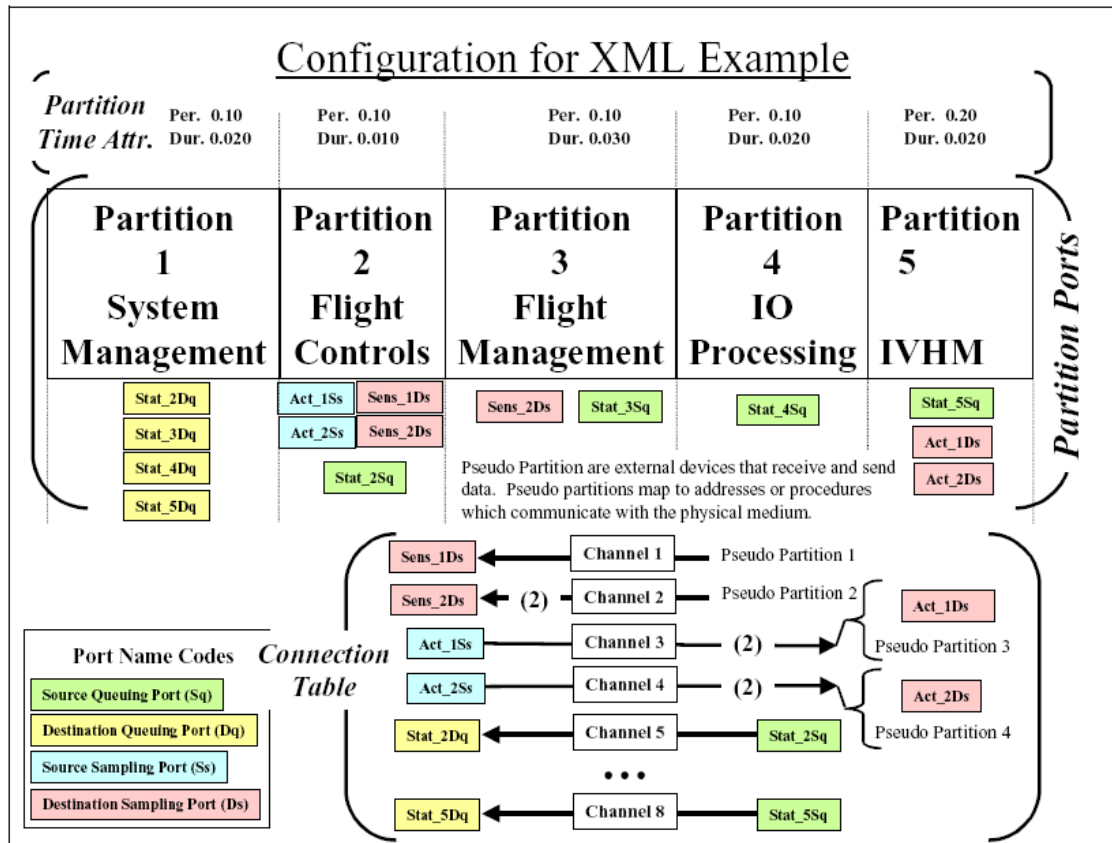 Configuration for XML Example
Partition
Time Attr.
Per. 0.10
Dur. 0.020
Per. 0.10
Dur. 0.010
Per. 0.10
Dur. 0.030
Per. 0.10
Dur. 0.020
Per. 0.20
Dur. 0.020
Partition
1
System
Management
Partition
2
Flight
Controls
Partition
3
Flight
Management
Partition
4
IO
Processing
Partition
5
IVHM
Partition Ports
Stat_2Dq
Stat_3Dq
Stat_4Dq
Stat_5Dq
Act_1Ss
Sens_1Ds
Act_2Ss
Sens_2Ds
Stat_2Sq
Sens_2Ds
Stat_3Sq
Stat_4Sq
Stat_5Sq
Act_1Ds
Act_2Ds
Pseudo Partition are external devices that receive and send
data. Pseudo partitions map to addresses or procedures
which communicate with the physical medium.
Connection
Table
Sens_1Ds
Channel 1
Pseudo Partition 1
Sens_2Ds
(2)
Channel 2
Pseudo Partition 2
Act_1Ss
Channel 3
(2)
Act_1Ds
Pseudo Partition 3
Act_2Ss
Channel 4
(2)
Act_2Ds
Pseudo Partition 4
Stat_2Dq
Channel 5
Stat_2Sq
• • •
Stat_5Dq
Channel 8
Stat_5Sq
Port Name Codes
Source Queuing Port (Sq)
Destination Queuing Port (Dq)
Source Sampling Port (Ss)
Destination Sampling Port (Ds)